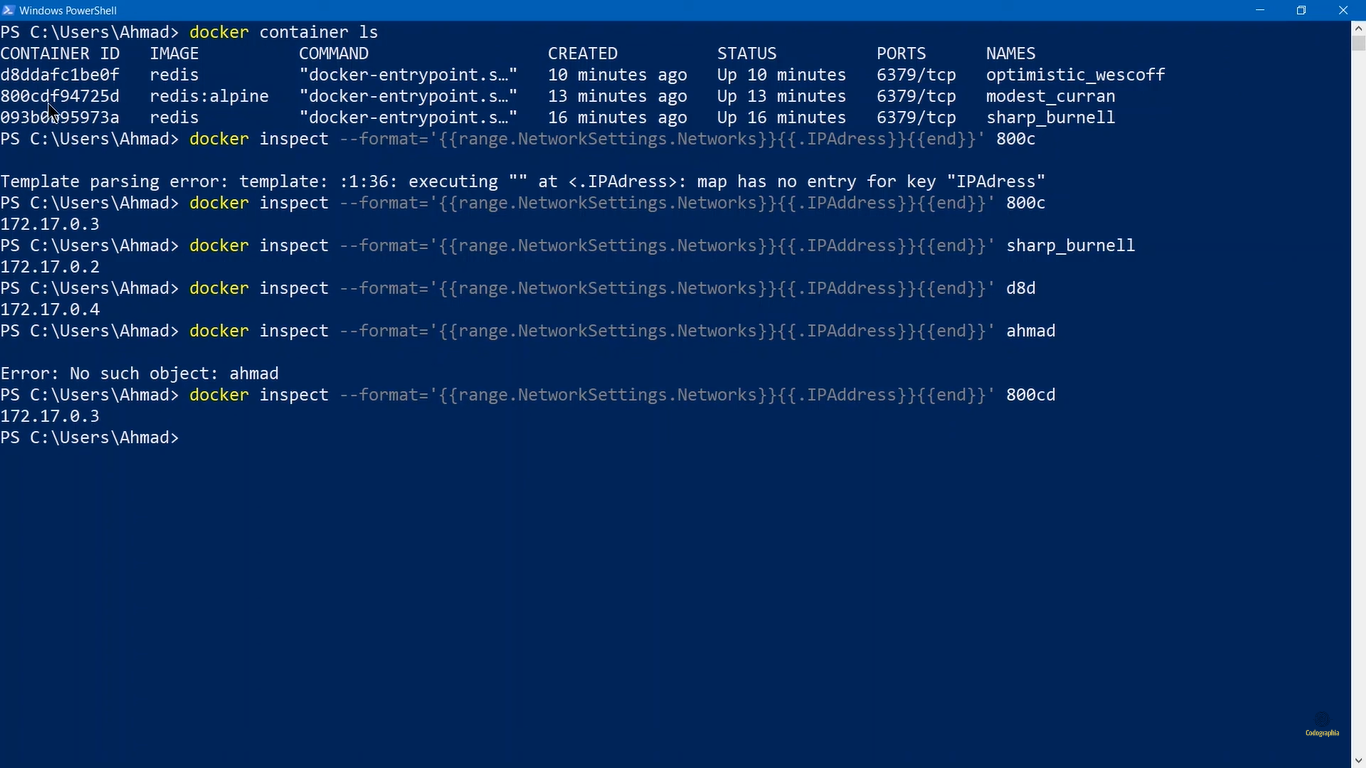 Windows PowerShell
PS C:\Users\Ahmad> docker container ls
CONTAINER ID   IMAGE          COMMAND                  CREATED          STATUS          PORTS      NAMES
d8ddafc1be0f   redis          "docker-entrypoint.s…"   10 minutes ago   Up 10 minutes   6379/tcp   optimistic_wescoff
800cdf94725d   redis:alpine   "docker-entrypoint.s…"   13 minutes ago   Up 13 minutes   6379/tcp   modest_curran
redis          "docker-entrypoint.s…"   16 minutes ago   Up 16 minutes   6379/tcp   sharp_burnell
PS C:\Users\Ahmad> docker inspect --format='{{range.NetworkSettings.Networks}}{{.IPAdress}}{{end}}' 800c
Template parsing error: template: :1:36: executing "" at <.IPAdress>: map has no entry for key "IPAdress"
PS C:\Users\Ahmad> docker inspect --format='{{range.NetworkSettings.Networks}}{{.IPAddress}}{{end}}' 800c
172.17.0.3
PS C:\Users\Ahmad> docker inspect --format='{{range.NetworkSettings.Networks}}{{.IPAddress}}{{end}}' sharp_burnell
172.17.0.2
PS C:\Users\Ahmad> docker inspect --format='{{range.NetworkSettings.Networks}}{{.IPAddress}}{{end}}' d8d
172.17.0.4
PS C:\Users\Ahmad> docker inspect --format='{{range.NetworkSettings.Networks}}{{.IPAddress}}{{end}}' ahmad
Error: No such object: ahmad
PS C:\Users\Ahmad> docker inspect --format='{{range.NetworkSettings.Networks}}{{.IPAddress}}{{end}}' 800cd
172.17.0.3
PS C:\Users\Ahmad>
Codographia